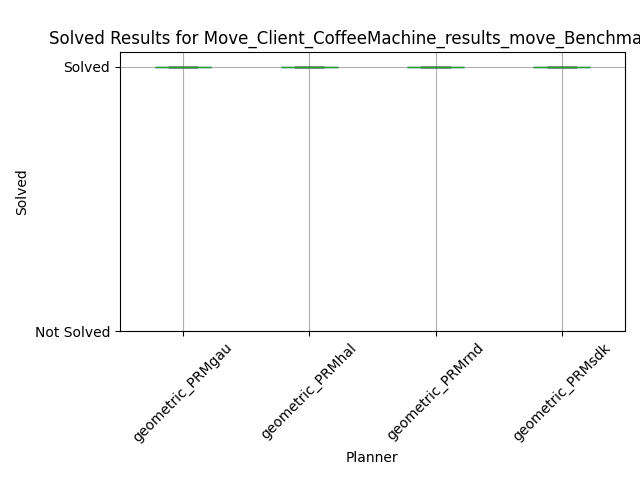 Solved Results for Move_Client_CoffeeMachine_results_move_Benchma
Solved
Solved
Not Solved
geometric_PRMgau
geometric_PRMhal
geometric_PRMrnd
geometric_PRMsdk
Planner